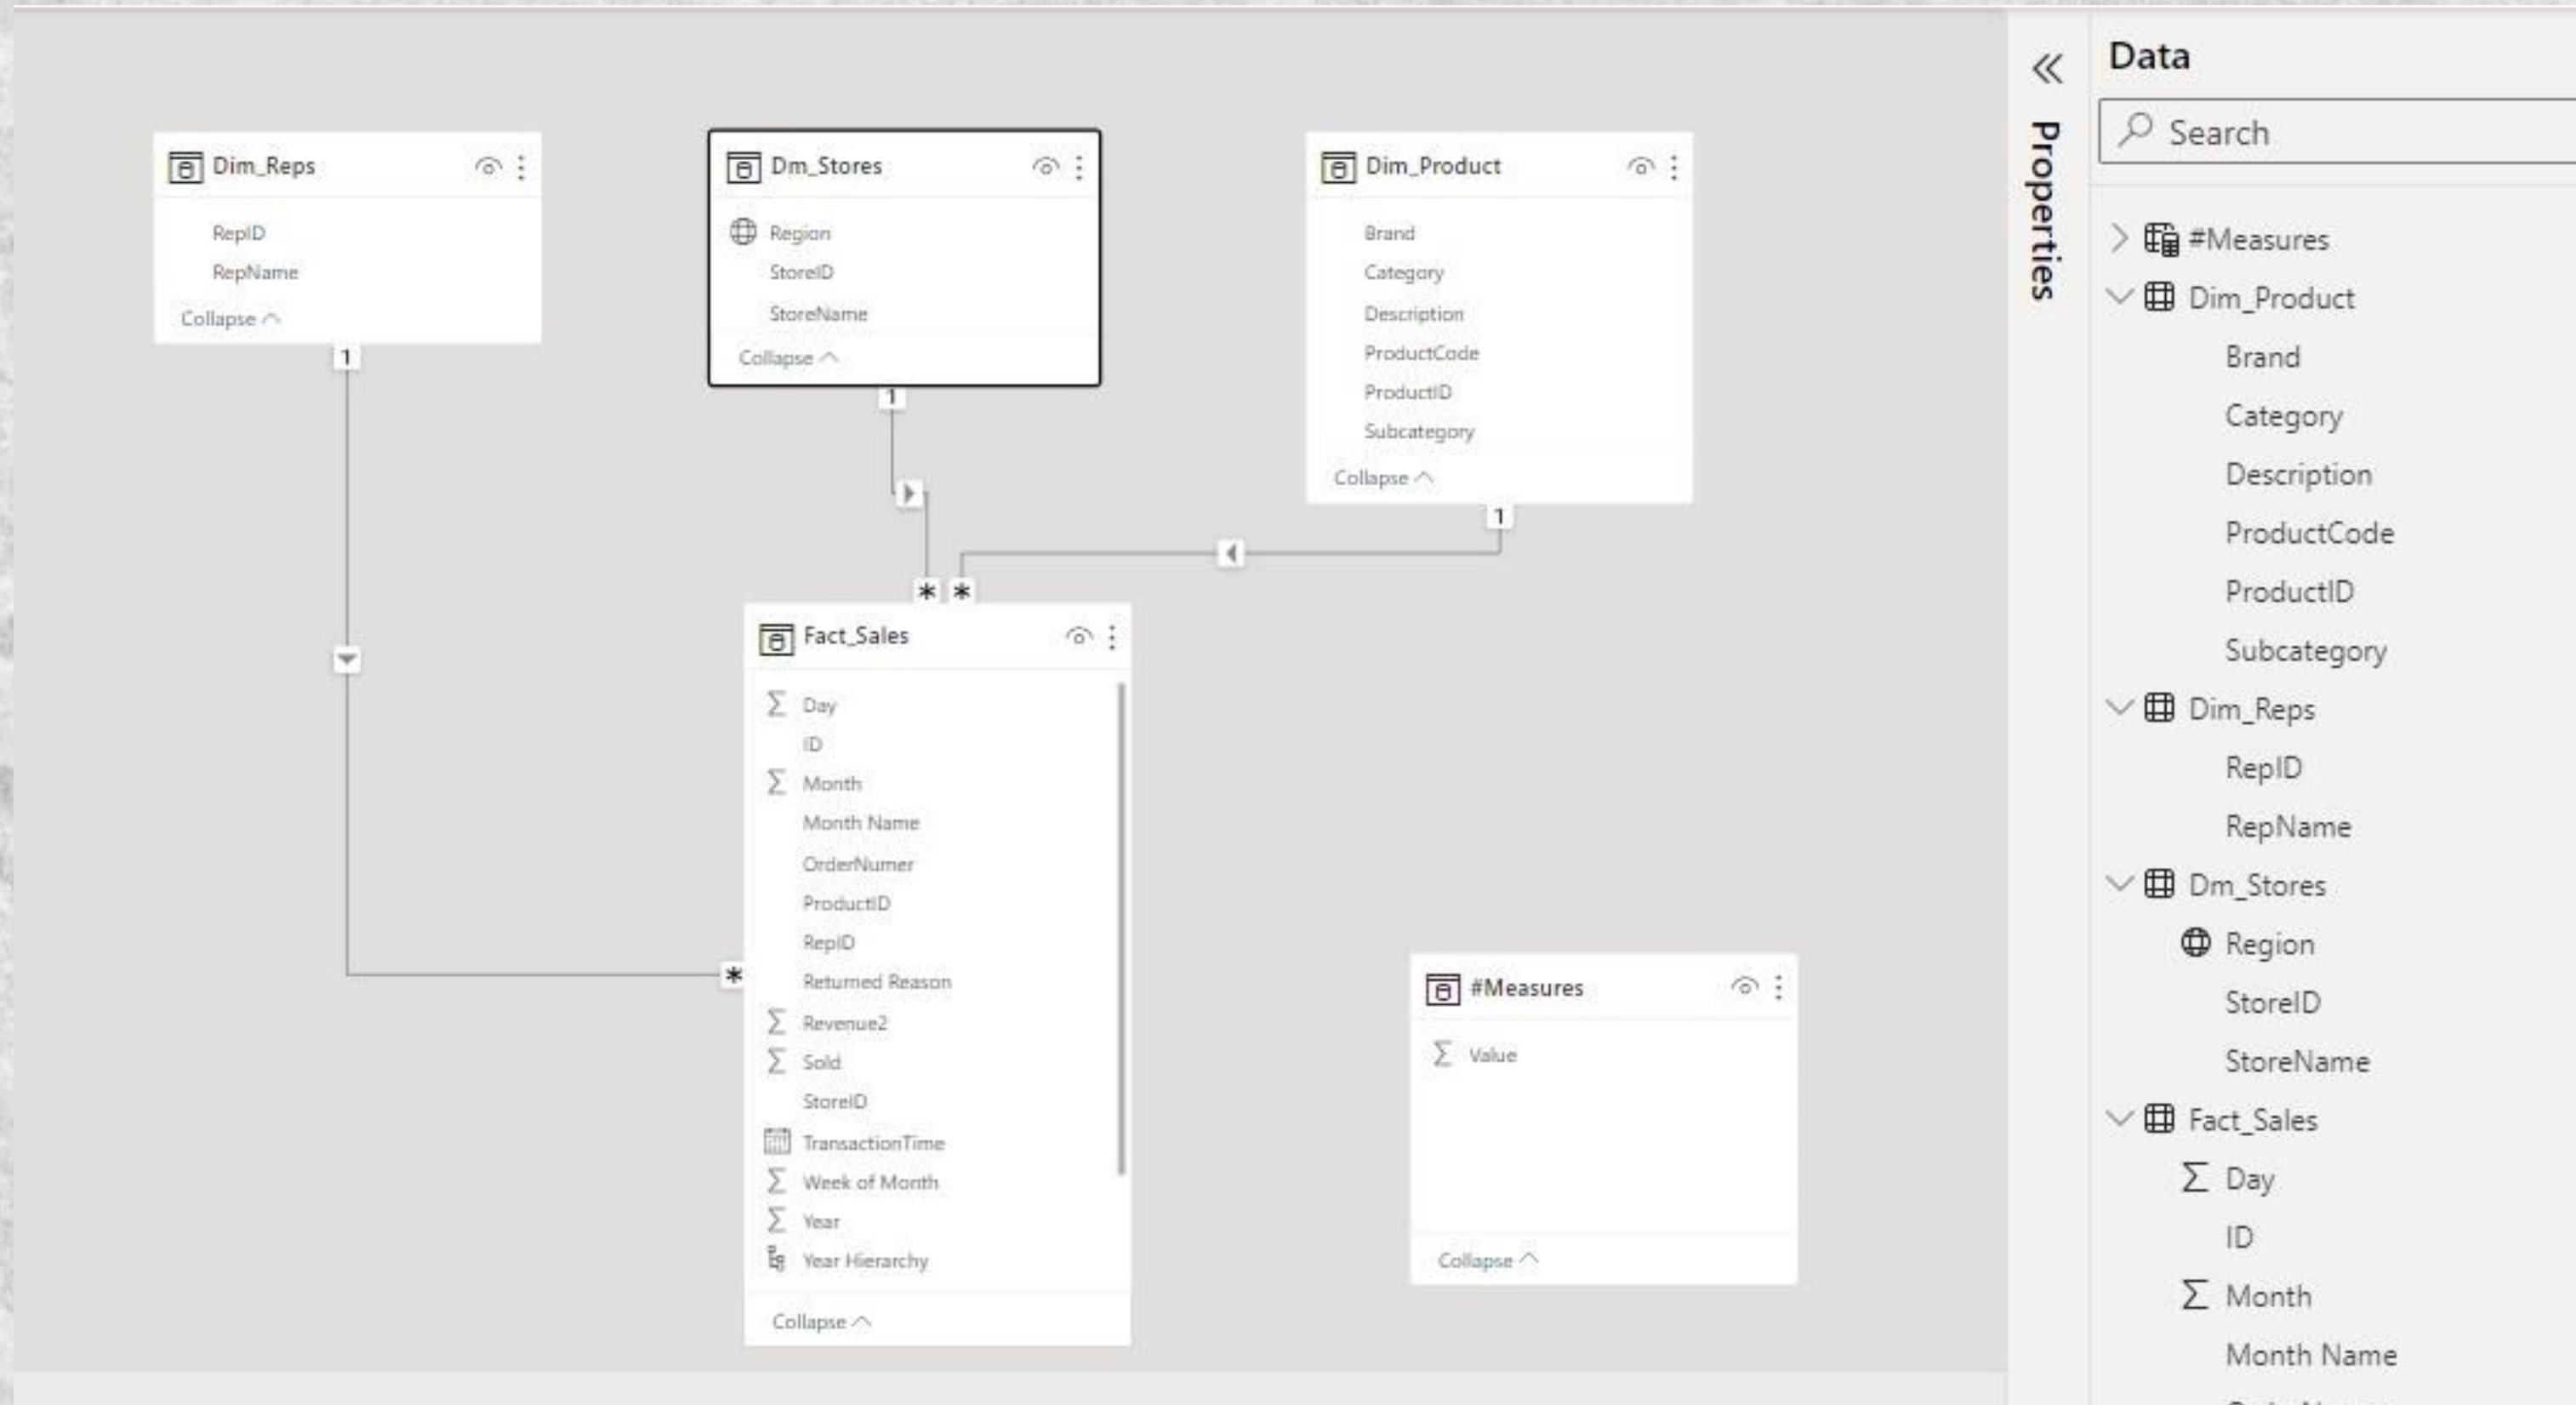 Dim_Reps
RepID
RepName
Collapse
1
Dm_Stores
Region
StoreID
StoreName
Collapse
1
Dim_Product
Brand
Category
Description
ProductCode
ProductID
Subcategory
Collapse
1
* *
*
Fact_Sales
Day
ID
Month
Month Name
OrderNumer
ProductID
RepID
Returned Reason
Revenue2
Sold
StoreID
TransactionTime
Week of Month
Year
Year Hierarchy
Collapse
#Measures
Value
Collapse
Properties
Data
Search
#Measures
Dim_Product
Brand
Category
Description
ProductCode
ProductID
Subcategory
Dim_Reps
RepID
RepName
Dm_Stores
Region
StoreID
StoreName
Fact_Sales
Day
ID
Month
Month Name